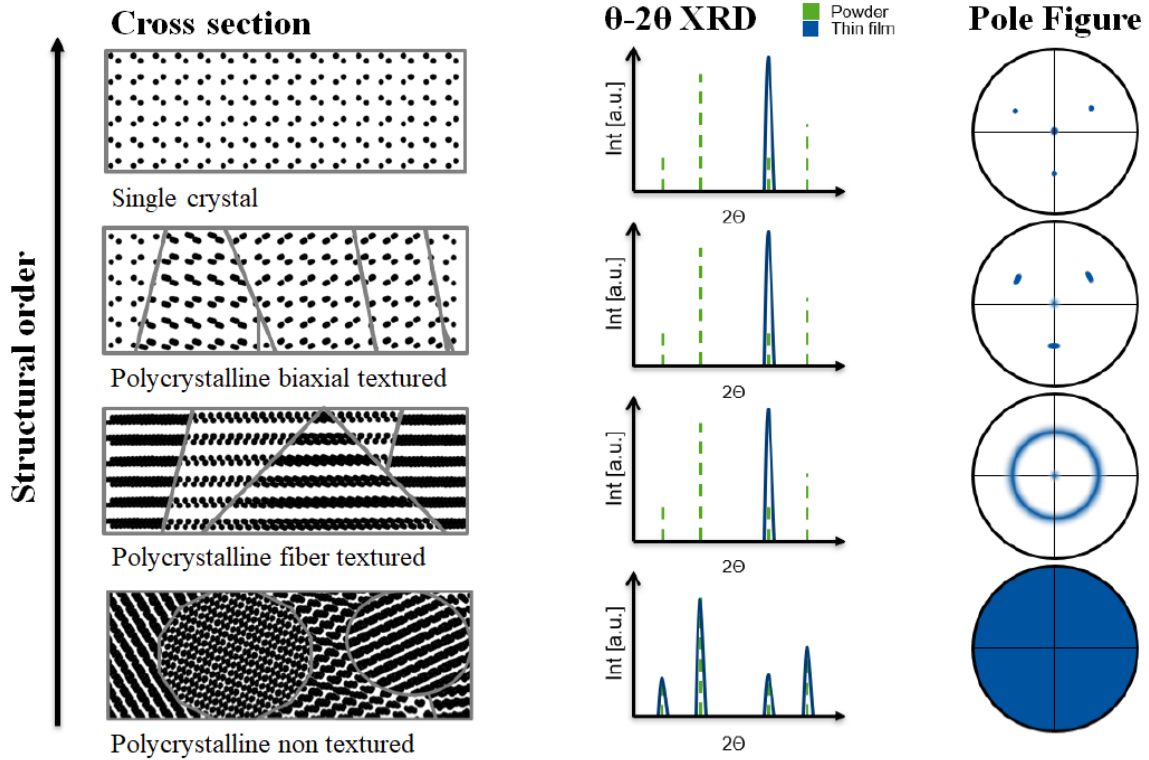 Cross section
θ-2θ XRD
Powder
Thin film
Pole Figure
Structural order
Int [a.u.]
2Θ
Single crystal
Int [a.u.]
2Θ
Polycrystalline biaxial textured
Int [a.u.]
2Θ
Polycrystalline fiber textured
Int [a.u.]
2Θ
Polycrystalline non textured